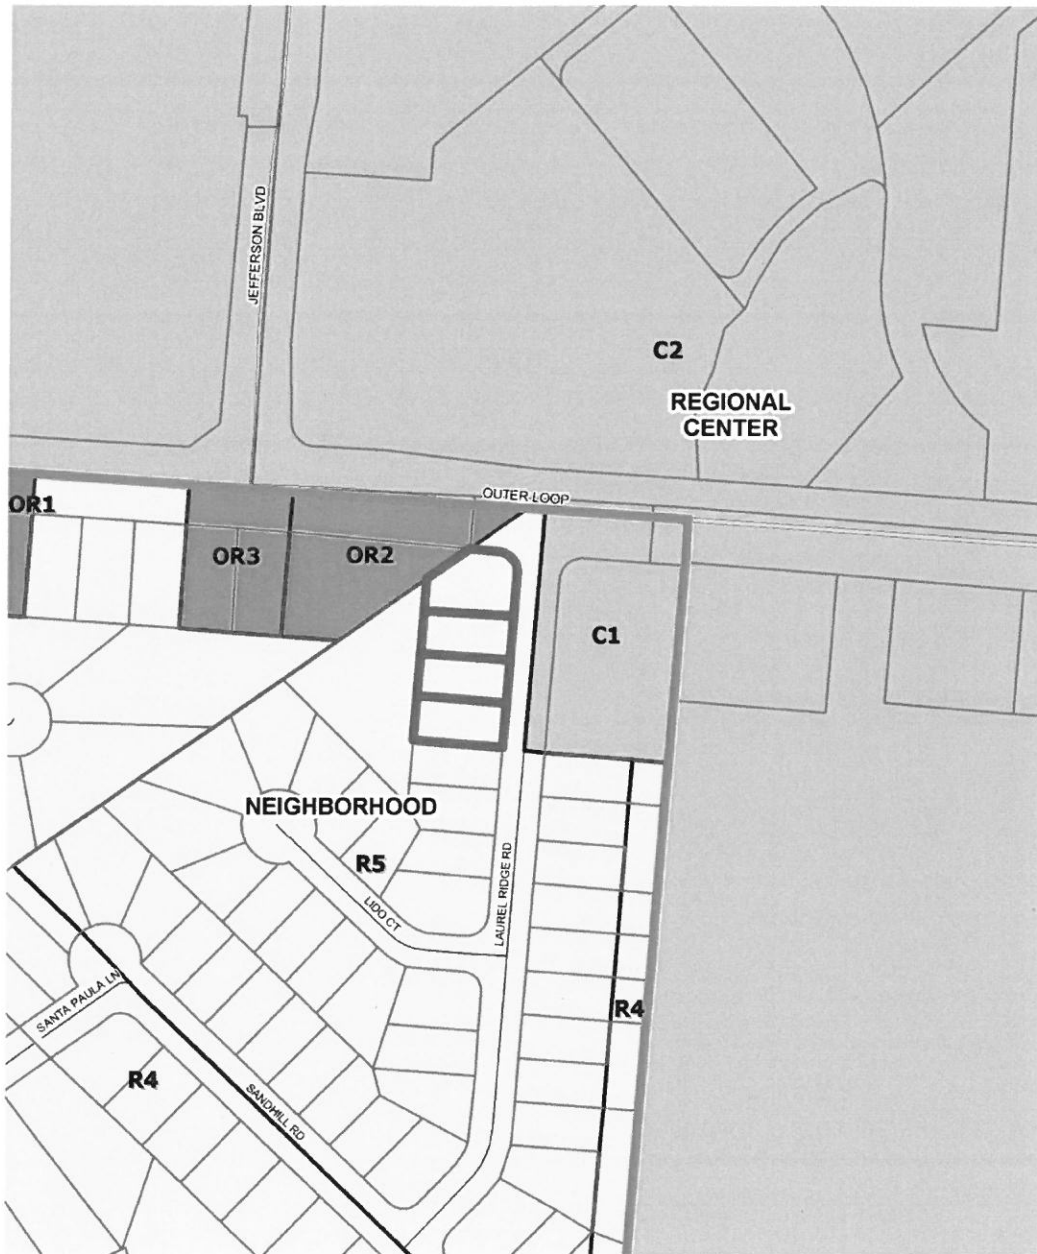 JEFFERSON BLVD
C2
REGIONAL
CENTER
OUTER LOOP
OR1
OR3
OR2
C1
NEIGHBORHOOD
R5
LIDO CT
LAUREL RIDGE RD
SANTA PAULA LN
R4
R4
SANDHILL RD